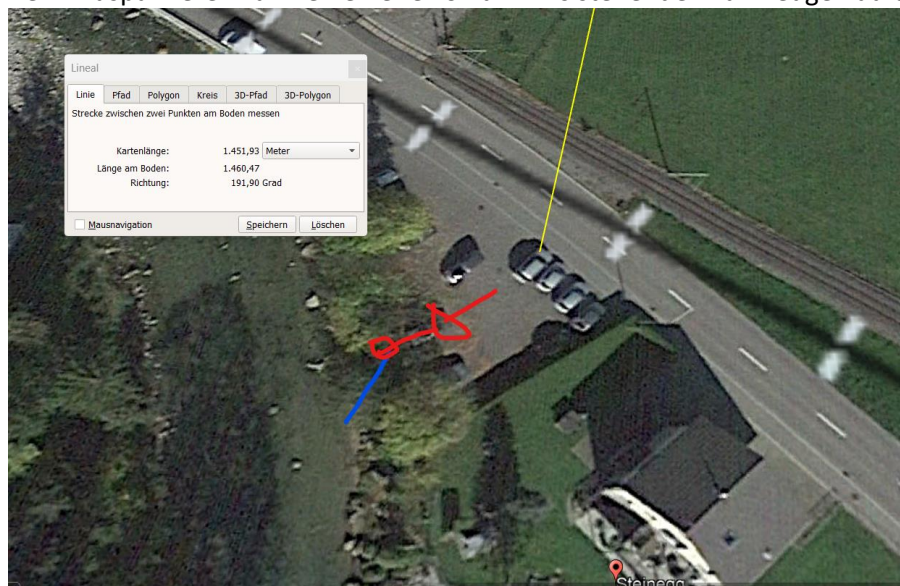 Lineal
Linie Pfad Polygon Kreis 3D-Pfad 3D-Polygon
Strecke zwischen zwei Punkten am Boden messen
Kartenlänge: 1.451,93 Meter
Länge am Boden: 1.460,47
Richtung: 191,90 Grad
Mausnavigation Speichern Löschen
Steinegg